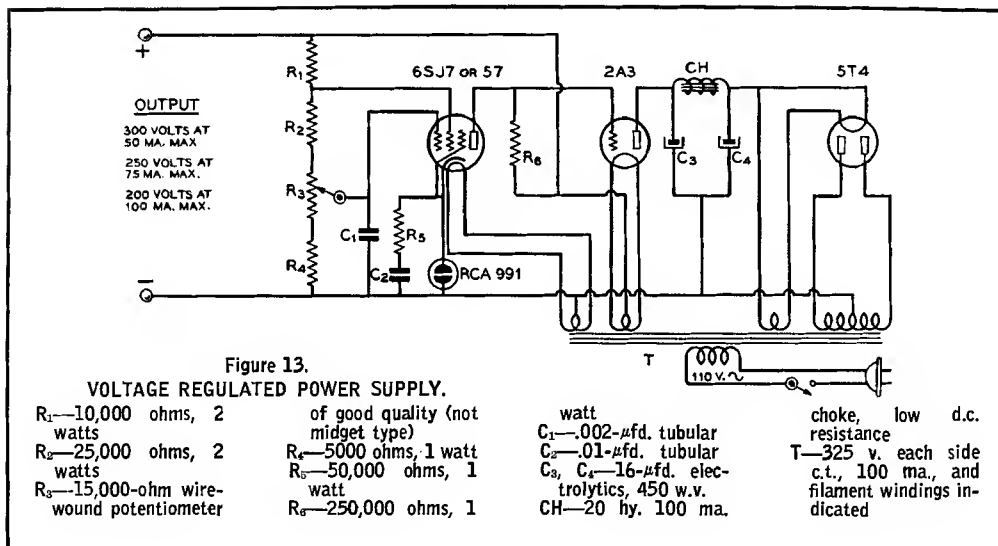 +
R₁
6SJ7 OR 57
2A3
CH
5T4
OUTPUT
300 VOLTS AT
50 MA. MAX
250 VOLTS AT
75 MA. MAX.
200 VOLTS AT
100 MA. MAX.
R₂
R₃
R₄
C₁
R₅
C₂
RCA 991
R₆
C₃
C₄
—
T
110 V.~
Figure 13.
VOLTAGE REGULATED POWER SUPPLY.
R₁—10,000 ohms, 2
watts
R₂—25,000 ohms, 2
watts
R₃—15,000-ohm wire-
wound potentiometer
of good quality (not
midget type)
R₄—5000 ohms, 1 watt
R₅—50,000 ohms, 1
watt
R₆—250,000 ohms, 1
watt
C₁—.002-μfd. tubular
C₂—.01-μfd. tubular
C₃, C₄—16-μfd. elec-
trolytics, 450 w.v.
CH—20 hy. 100 ma.
choke, low d.c.
resistance
T—325 v. each side
c.t., 100 ma., and
filament windings in-
dicated